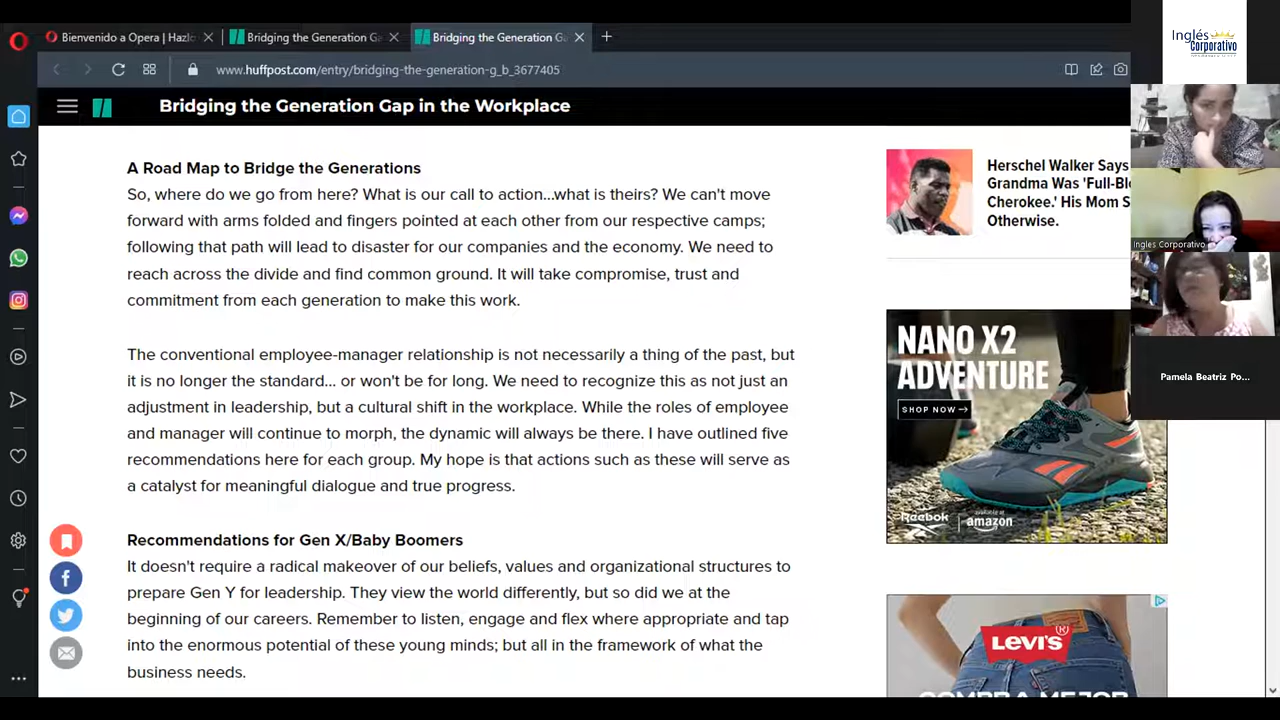 Bienvenido a Opera | Hazlo
Bridging the Generation Ga
Bridging the Generation Ga
www.huffpost.com/entry/bridging-the-generation-g_b_3677405
Bridging the Generation Gap in the Workplace
A Road Map to Bridge the Generations
So, where do we go from here? What is our call to action...what is theirs? We can't move
forward with arms folded and fingers pointed at each other from our respective camps;
following that path will lead to disaster for our companies and the economy. We need to
reach across the divide and find common ground. It will take compromise, trust and
commitment from each generation to make this work.
The conventional employee-manager relationship is not necessarily a thing of the past, but
it is no longer the standard... or won't be for long. We need to recognize this as not just an
adjustment in leadership, but a cultural shift in the workplace. While the roles of employee
and manager will continue to morph, the dynamic will always be there. I have outlined five
recommendations here for each group. My hope is that actions such as these will serve as
a catalyst for meaningful dialogue and true progress.
Recommendations for Gen X/Baby Boomers
It doesn't require a radical makeover of our beliefs, values and organizational structures to
prepare Gen Y for leadership. They view the world differently, but so did we at the
beginning of our careers. Remember to listen, engage and flex where appropriate and tap
into the enormous potential of these young minds; but all in the framework of what the
business needs.
Herschel Walker Says
Grandma Was 'Full-Blo
Cherokee.' His Mom S
Otherwise.
NANO X2
ADVENTURE
SHOP NOW
Reebok
available at
amazon
LEVI'S
COMPRA MEJOR
Inglés
Corporativo
Ingles Corporativo
Pamela Beatriz Po...